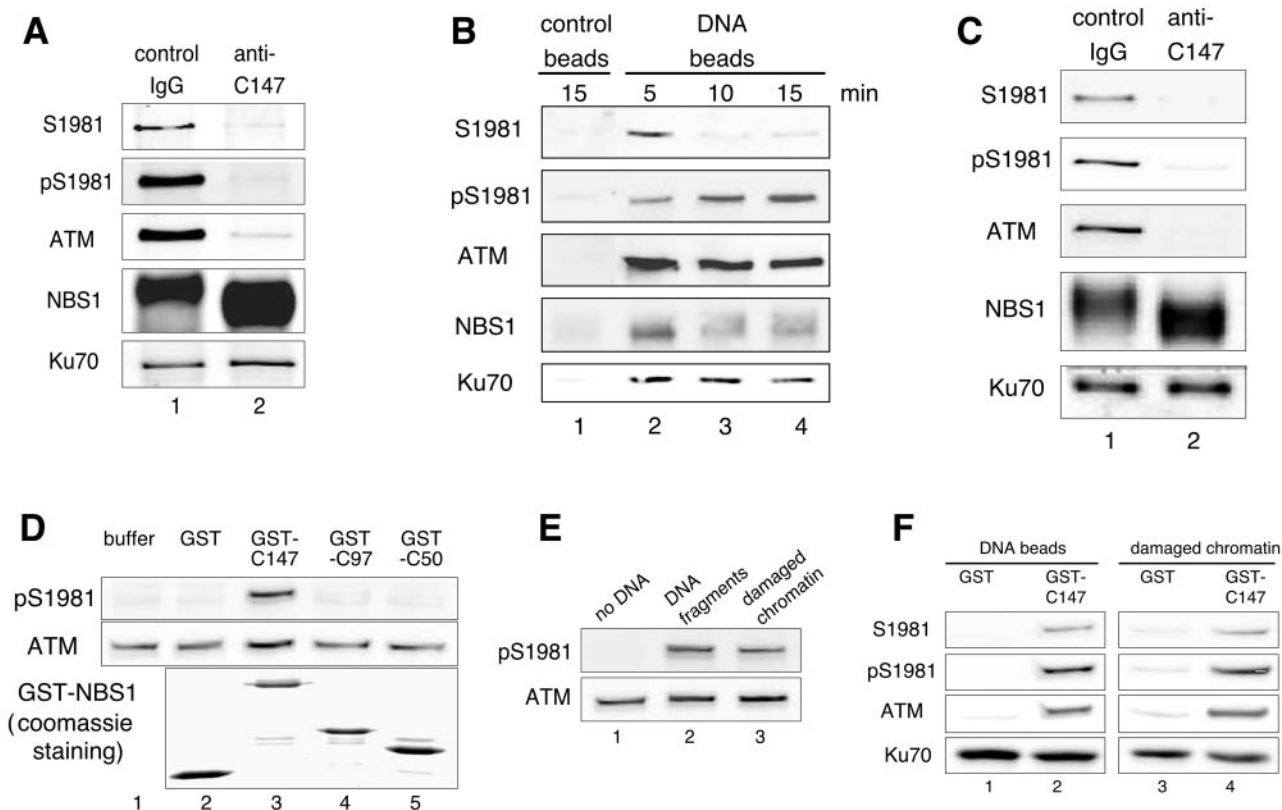 A
control anti-
IgG C147
S1981
pS1981
ATM
NBS1
Ku70
1 2
B
control DNA
beads beads
15 5 10 15 min
S1981
pS1981
ATM
NBS1
Ku70
1 2 3 4
C
control anti-
IgG C147
S1981
pS1981
ATM
NBS1
Ku70
1 2
D
buffer GST GST- GST GST
C147 -C97 -C50
pS1981
ATM
GST-NBS1
(coomassie
staining)
1 2 3 4 5
E
no DNA
DNA
fragments
damaged
chromatin
pS1981
ATM
1 2 3
F
DNA beads damaged chromatin
GST GST- GST GST-
C147 C147
S1981
pS1981
ATM
Ku70
1 2 3 4